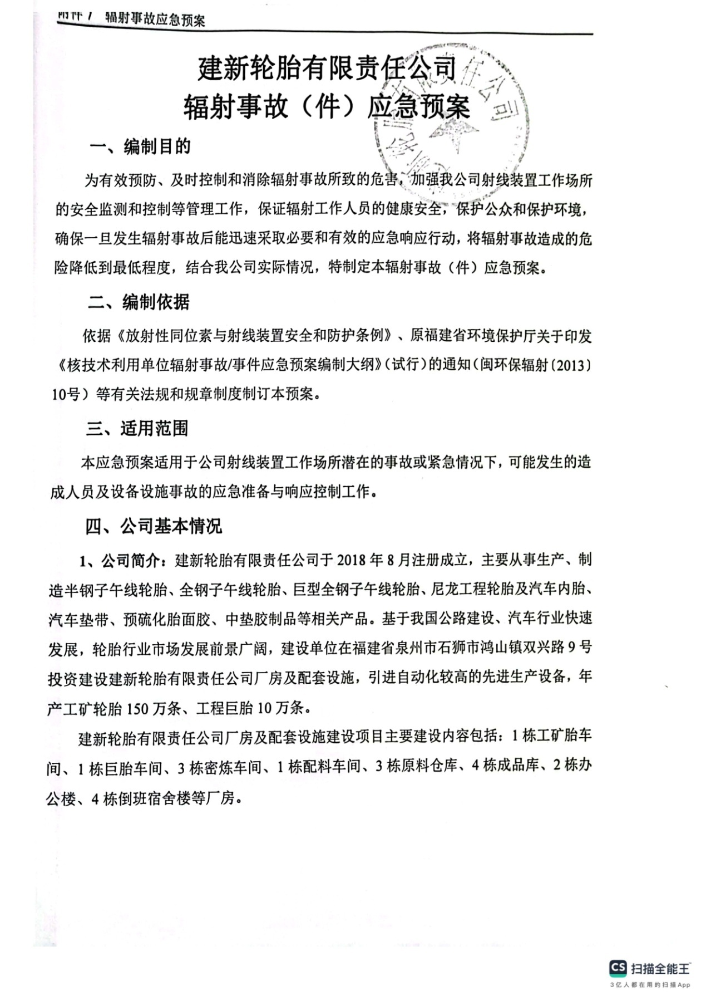 附件7 辐射事故应急预案
建新轮胎有限责任公司
辐射事故（件）应急预案
一、编制目的
为有效预防、及时控制和消除辐射事故所致的危害，加强我公司射线装置工作场所
的安全监测和控制等管理工作，保证辐射工作人员的健康安全，保护公众和保护环境，
确保一旦发生辐射事故后能迅速采取必要和有效的应急响应行动，将辐射事故造成的危
险降低到最低程度，结合我公司实际情况，特制定本辐射事故（件）应急预案。
二、编制依据
依据《放射性同位素与射线装置安全和防护条例》、原福建省环境保护厅关于印发
《核技术利用单位辐射事故/事件应急预案编制大纲》（试行）的通知（闽环保辐射〔2013〕
10号）等有关法规和规章制度制订本预案。
三、适用范围
本应急预案适用于公司射线装置工作场所潜在的事故或紧急情况下，可能发生的造
成人员及设备设施事故的应急准备与响应控制工作。
四、公司基本情况
1、公司简介：建新轮胎有限责任公司于 2018 年 8 月注册成立，主要从事生产、制
造半钢子午线轮胎、全钢子午线轮胎、巨型全钢子午线轮胎、尼龙工程轮胎及汽车内胎、
汽车垫带、预硫化胎面胶、中垫胶制品等相关产品。基于我国公路建设、汽车行业快速
发展，轮胎行业市场发展前景广阔，建设单位在福建省泉州市石狮市鸿山镇双兴路 9 号
投资建设建新轮胎有限责任公司厂房及配套设施，引进自动化较高的先进生产设备，年
产工矿轮胎 150 万条、工程巨胎 10 万条。
建新轮胎有限责任公司厂房及配套设施建设项目主要建设内容包括：1 栋工矿胎车
间、1 栋巨胎车间、3 栋密炼车间、1 栋配料车间、3 栋原料仓库、4 栋成品库、2 栋办
公楼、4 栋倒班宿舍楼等厂房。
CS 扫描全能王
3亿人都在用的扫描App